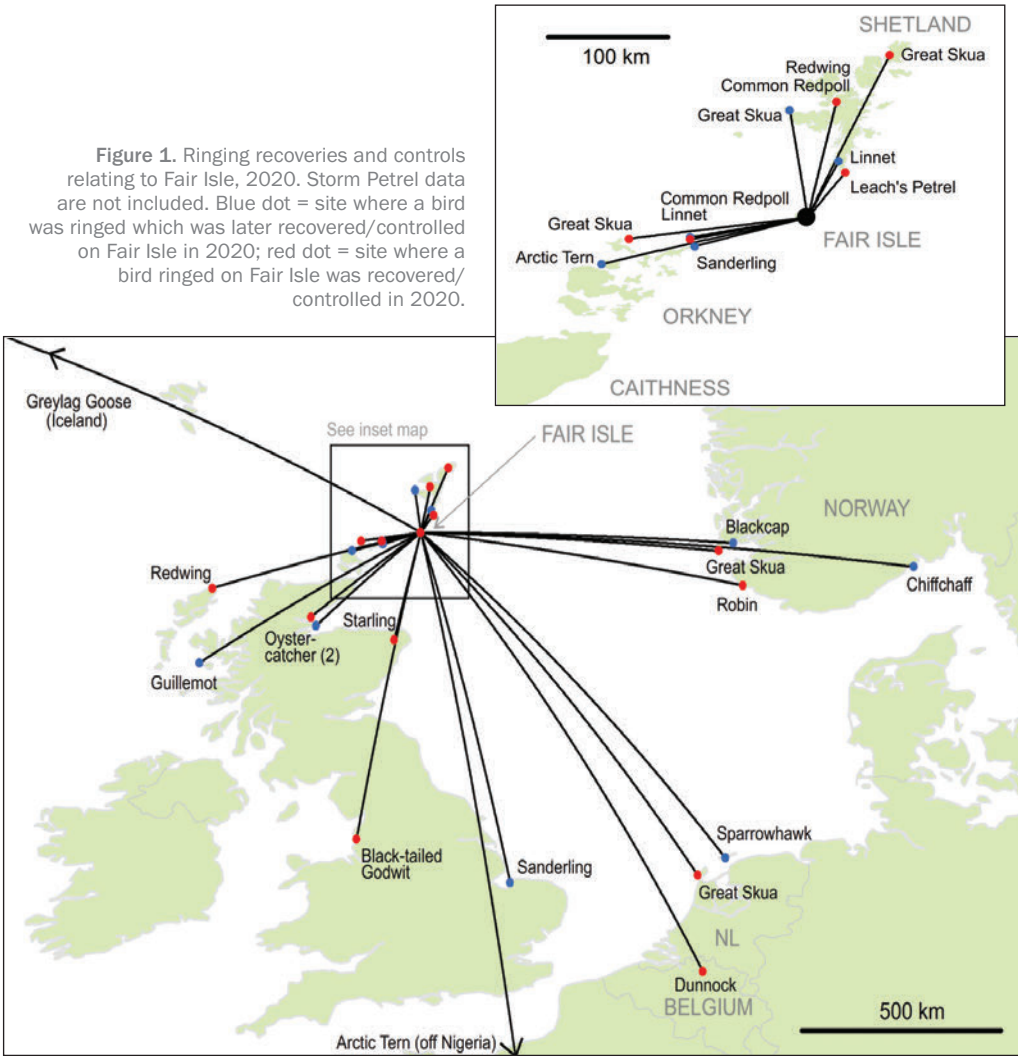 Figure 1. Ringing recoveries and controls
relating to Fair Isle, 2020. Storm Petrel data
are not included. Blue dot = site where a bird
was ringed which was later recovered/controlled
on Fair Isle in 2020; red dot = site where a
bird ringed on Fair Isle was recovered/
controlled in 2020.
100 km
SHETLAND
Great Skua
Redwing
Common Redpoll
Great Skua
Linnet
Leach's Petrel
Common Redpoll
Linnet
Great Skua
FAIR ISLE
Arctic Tern
Sanderling
ORKNEY
CAITHNESS
Greylag Goose
(Iceland)
See inset map
FAIR ISLE
NORWAY
Blackcap
Great Skua
Chiffchaff
Robin
Redwing
Oyster-
catcher (2)
Starling
Guillemot
Black-tailed
Godwit
Sanderling
Sparrowhawk
Great Skua
NL
Dunnock
BELGIUM
500 km
Arctic Tern (off Nigeria)